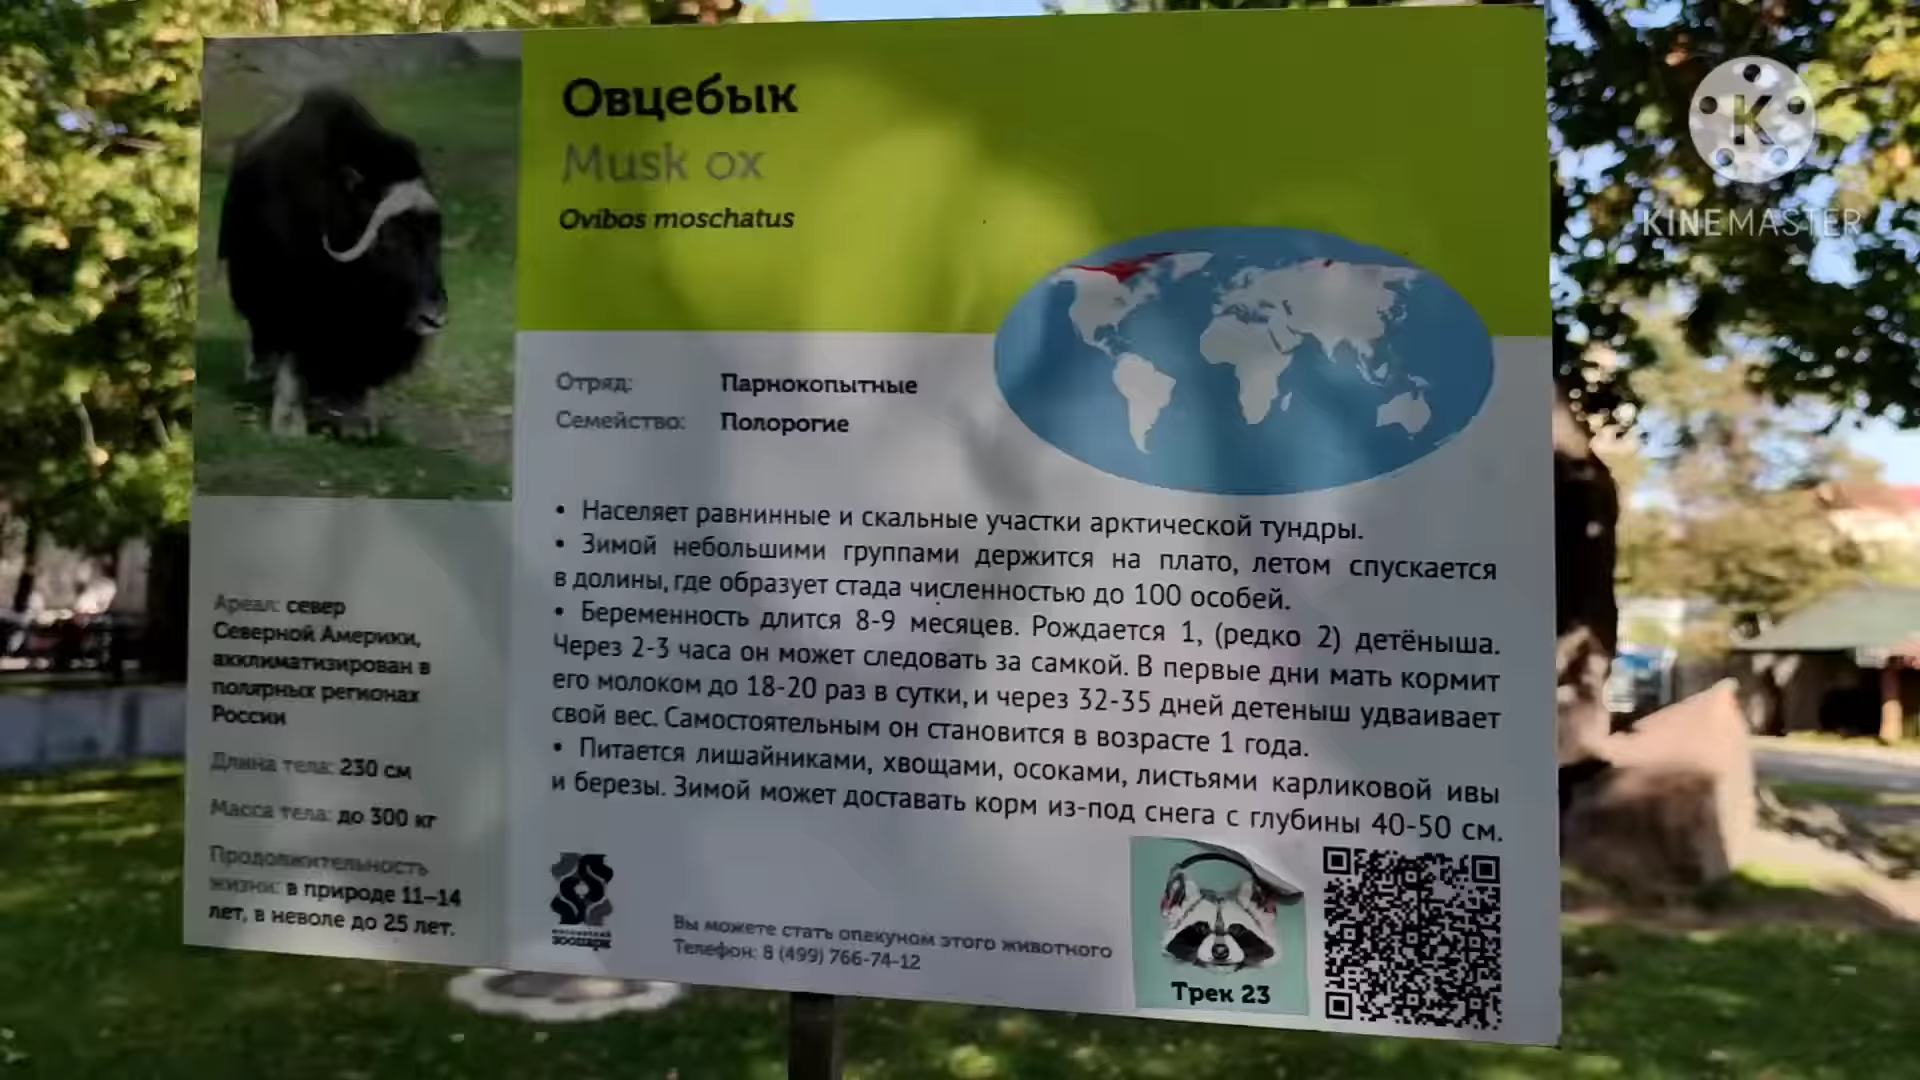 Овцебык
Musk ox
Ovibos moschatus
Отряд: Парнокопытные
Семейство: Полорогие
• Населяет равнинные и скальные участки арктической тундры.
• Зимой небольшими группами держится на плато, летом спускается
в долины, где образует стада численностью до 100 особей.
• Беременность длится 8-9 месяцев. Рождается 1, (редко 2) детёныша.
Через 2-3 часа он может следовать за самкой. В первые дни мать кормит
его молоком до 18-20 раз в сутки, и через 32-35 дней детеныш удваивает
свой вес. Самостоятельным он становится в возрасте 1 года.
• Питается лишайниками, хвощами, осоками, листьями карликовой ивы
и березы. Зимой может доставать корм из-под снега с глубины 40-50 см.
Ареал: север
Северной Америки,
акклиматизирован в
полярных регионах
России
Длина тела: 230 см
Масса тела: до 300 кг
Продолжительность
жизни: в природе 11–14
лет, в неволе до 25 лет.
московский
зоопарк
Вы можете стать опекуном этого животного
Телефон: 8 (499) 766-74-12
Трек 23
K
KINEMASTER